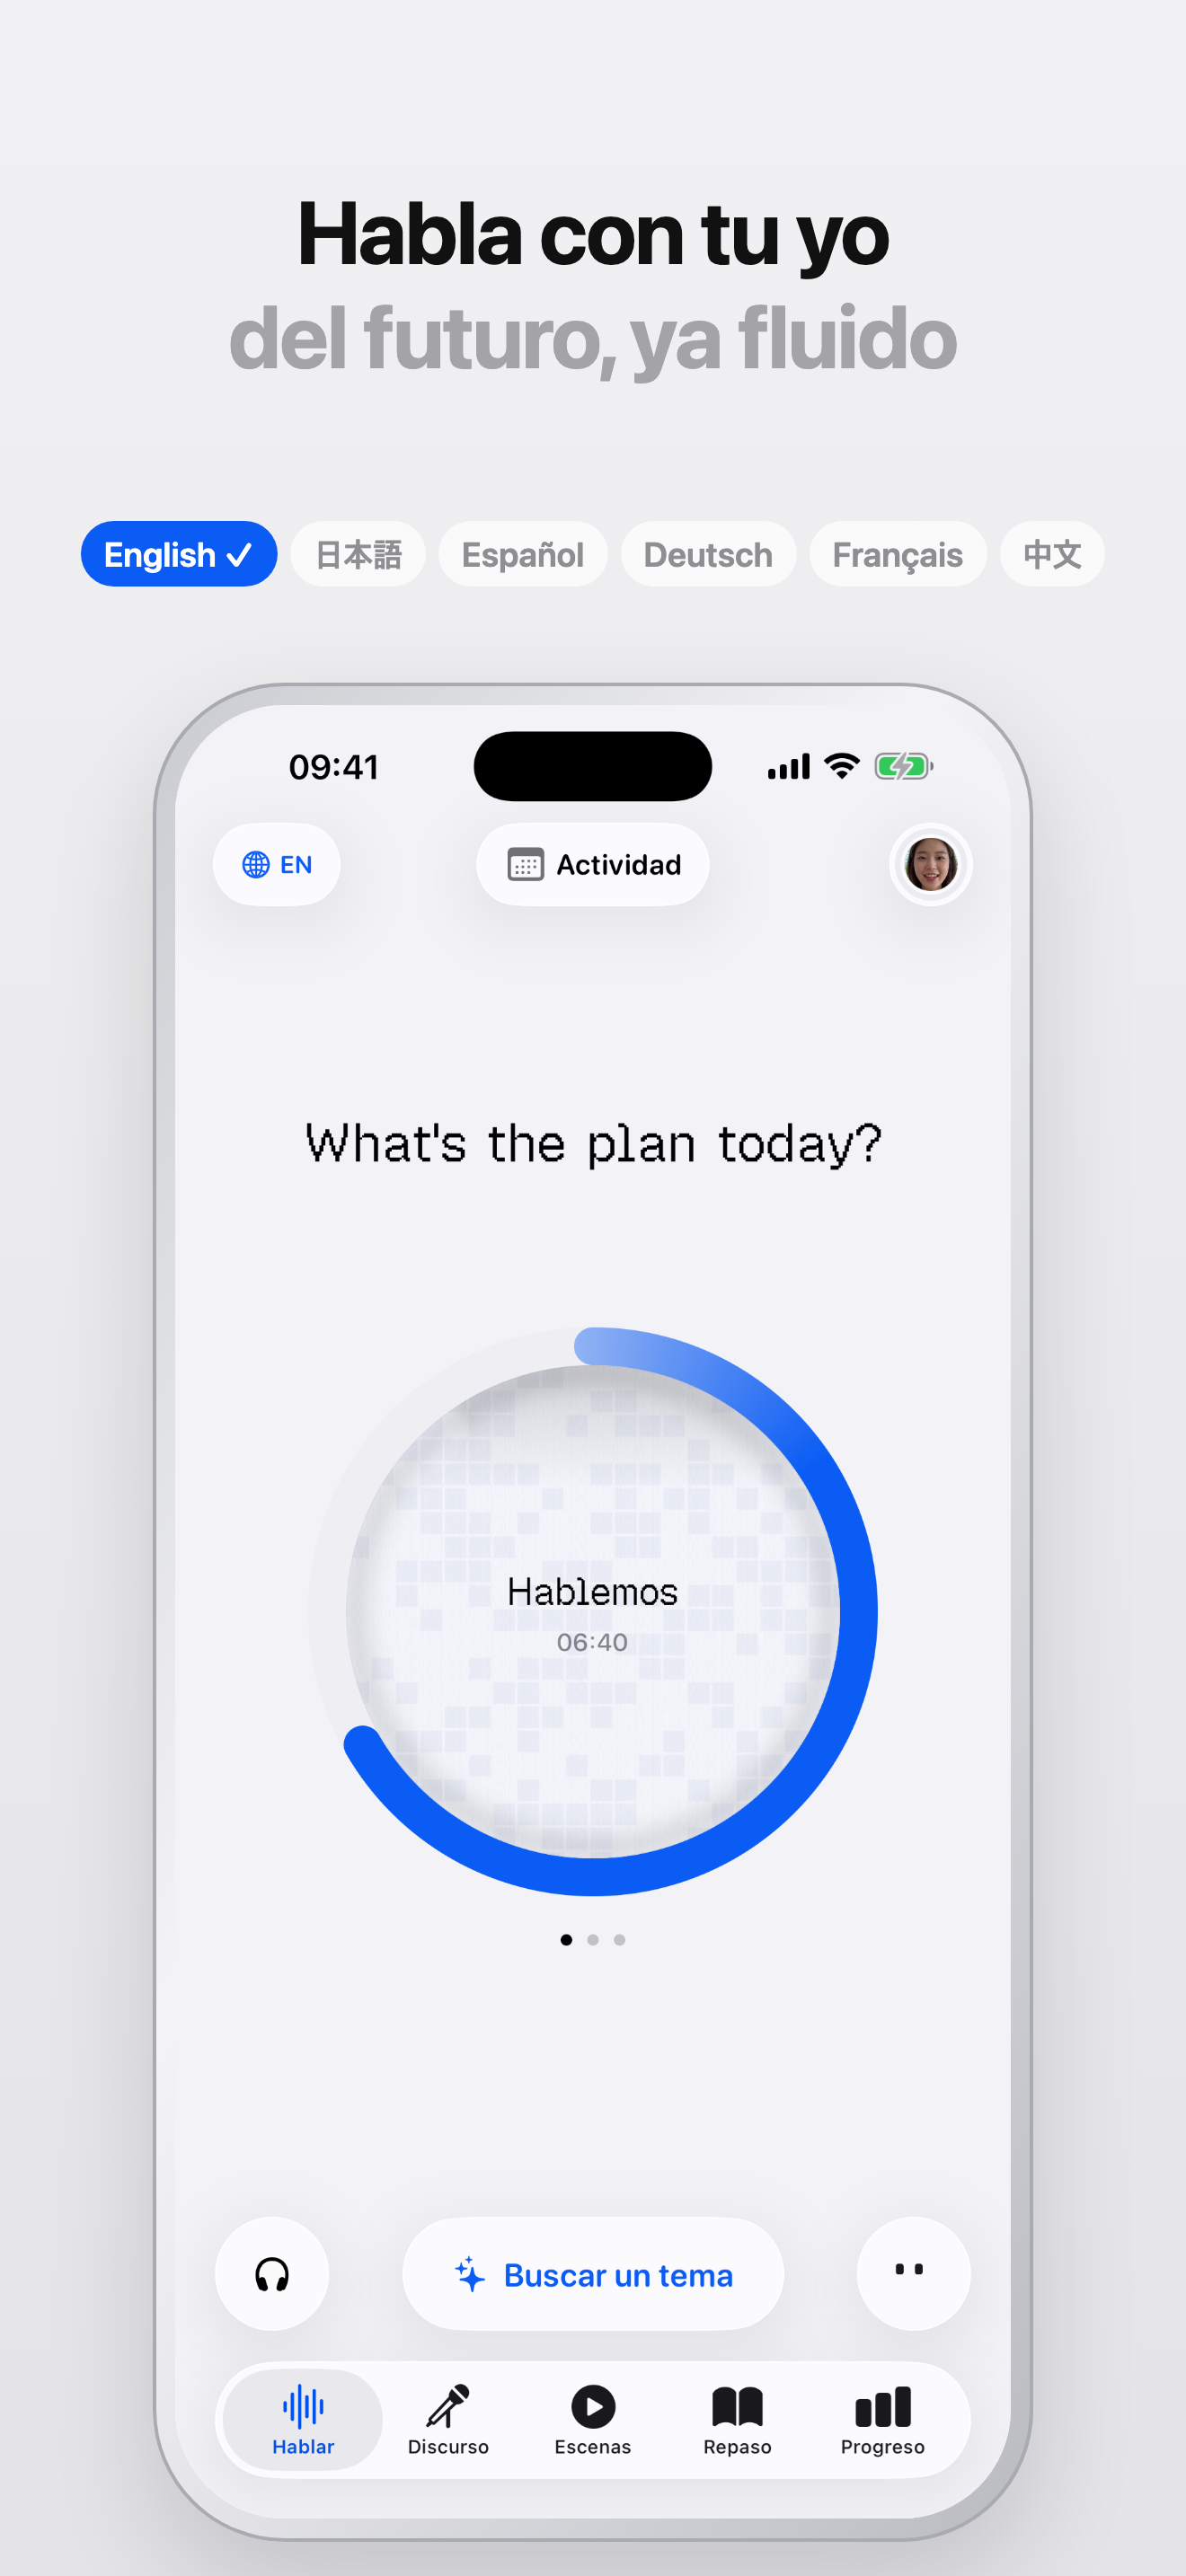 Habla con tu yo
del futuro, ya fluido
English ✓ 日本語 Español Deutsch Français 中文
09:41
EN Actividad
What's the plan today?
Hablemos
06:40
Buscar un tema
Hablar Discurso Escenas Repaso Progreso